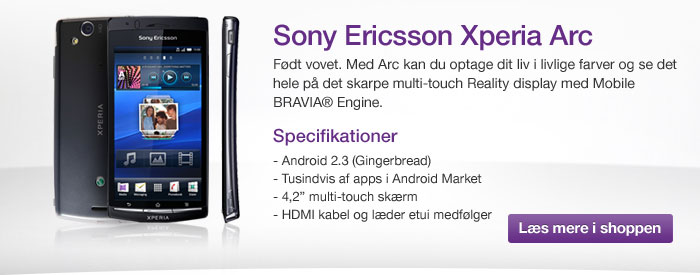 Sony Ericsson Xperia Arc
Født vovet. Med Arc kan du optage dit liv i livlige farver og se det
hele på det skarpe multi-touch Reality display med Mobile
BRAVIA® Engine.
Specifikationer
- Android 2.3 (Gingerbread)
- Tusindvis af apps i Android Market
- 4,2” multi-touch skærm
- HDMI kabel og læder etui medfølger
Læs mere i shoppen
Sony Ericsson
XPERIA
XPERIA